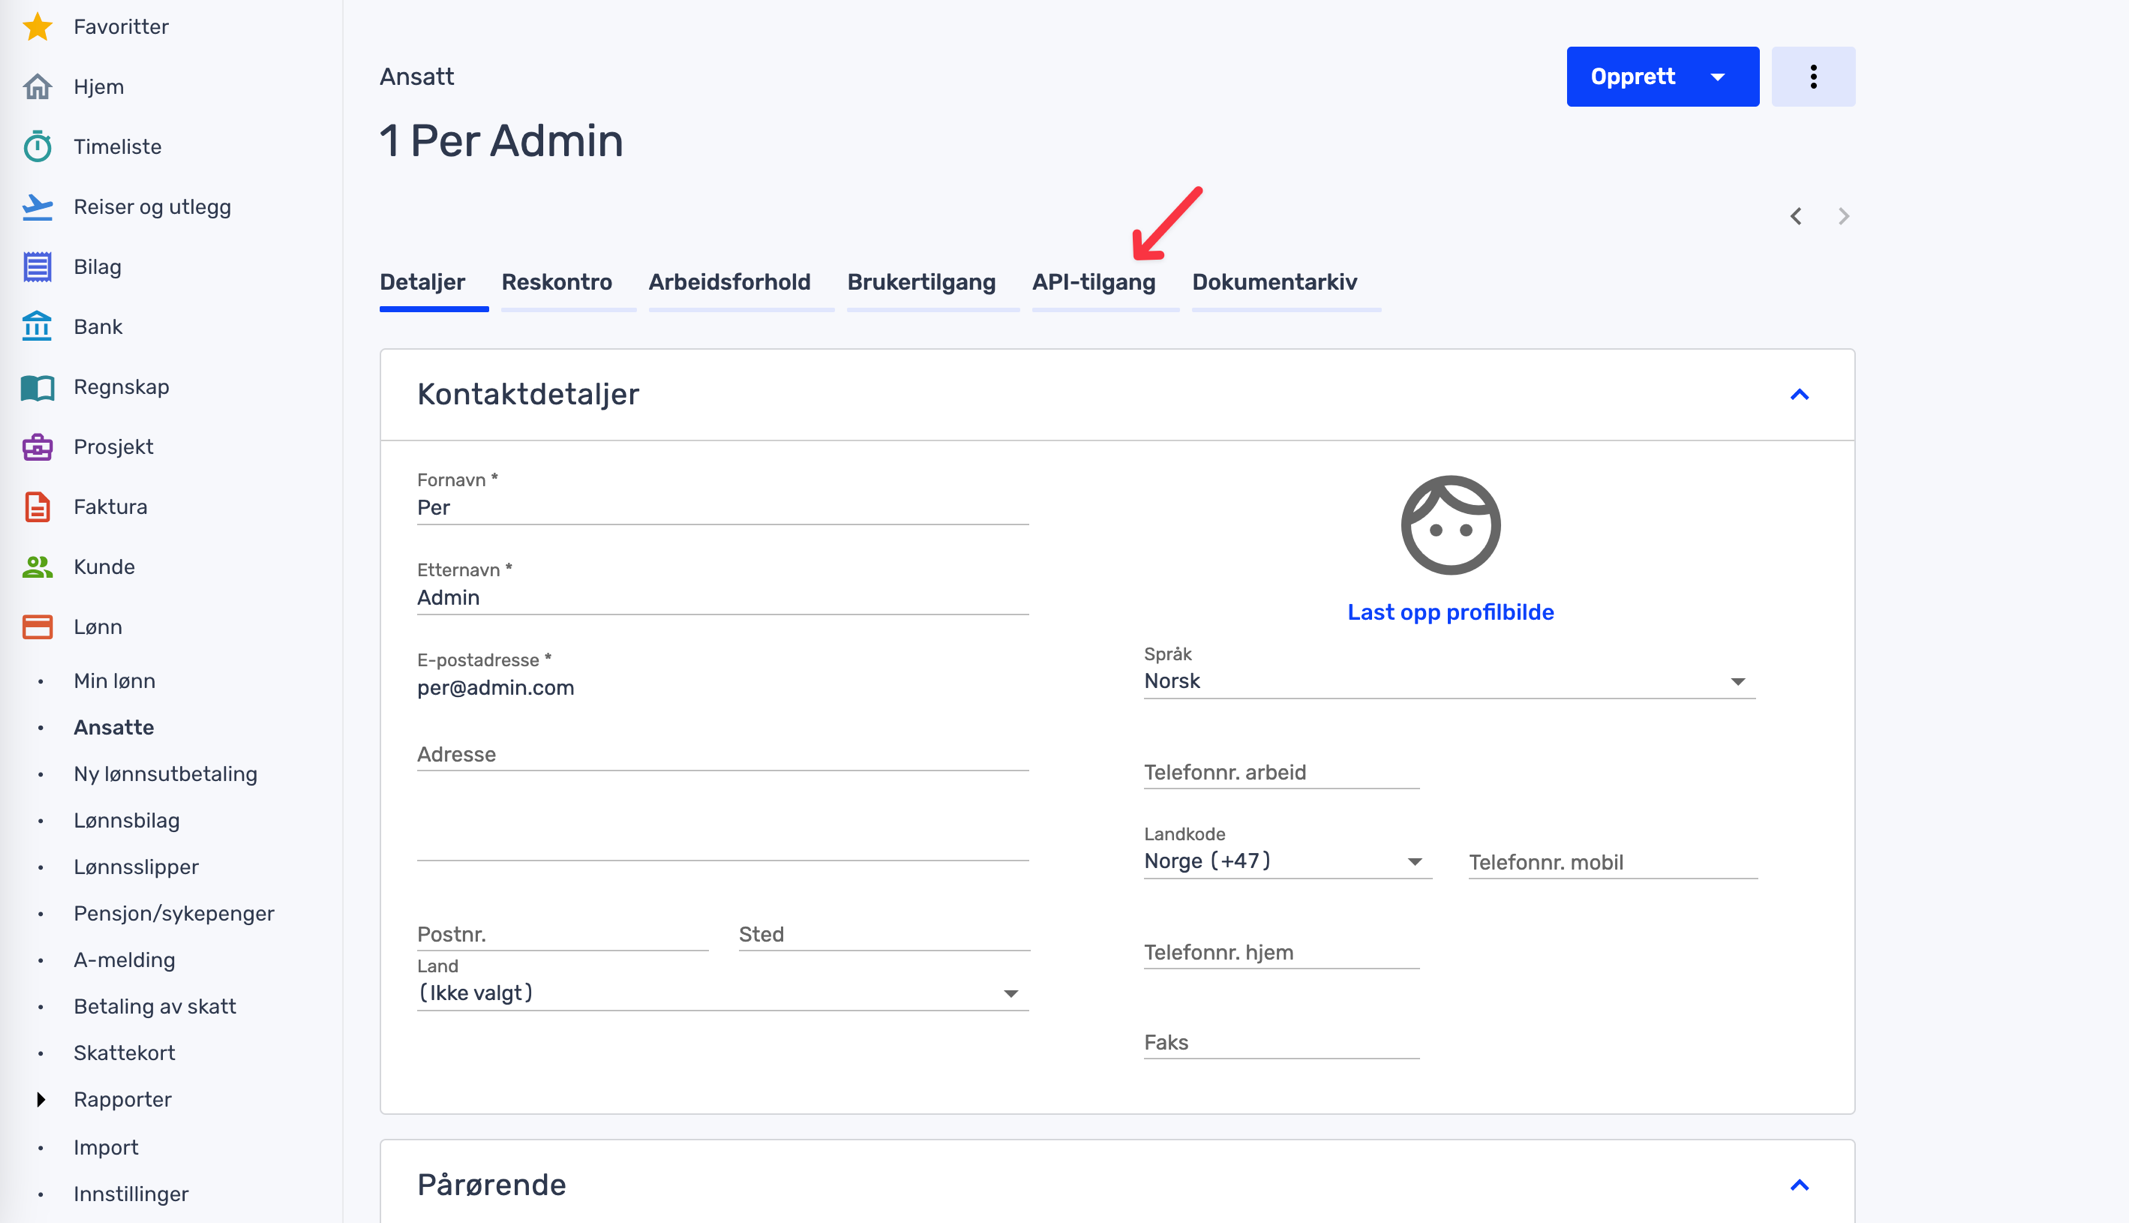 Favoritter
Hjem
Timeliste
Reiser og utlegg
Bilag
Bank
Regnskap
Prosjekt
Faktura
Kunde
Lønn
Min lønn
Ansatte
Ny lønnsutbetaling
Lønnsbilag
Lønnsslipper
Pensjon/sykepenger
A-melding
Betaling av skatt
Skattekort
Rapporter
Import
Innstillinger
Ansatt
Opprett
1 Per Admin
Detaljer Reskontro Arbeidsforhold Brukertilgang API-tilgang Dokumentarkiv
Kontaktdetaljer
Fornavn *
Per
Etternavn *
Admin
E-postadresse *
per@admin.com
Adresse
Postnr. Sted
Land
(Ikke valgt)
Last opp profilbilde
Språk
Norsk
Telefonnr. arbeid
Landkode
Norge (+47) Telefonnr. mobil
Telefonnr. hjem
Faks
Pårørende